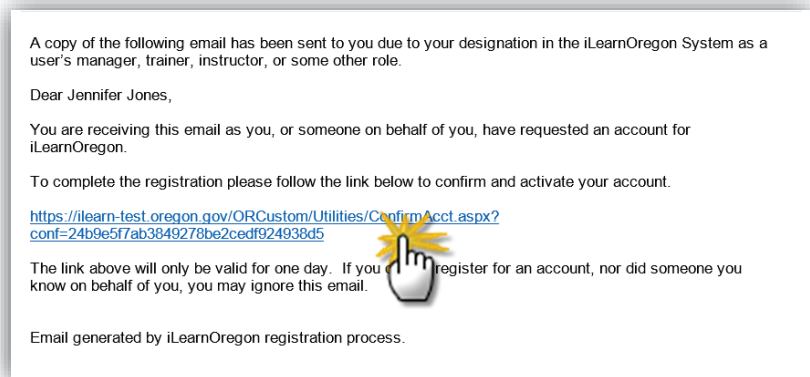 A copy of the following email has been sent to you due to your designation in the iLearnOregon System as a
user's manager, trainer, instructor, or some other role.
Dear Jennifer Jones,
You are receiving this email as you, or someone on behalf of you, have requested an account for
iLearnOregon.
To complete the registration please follow the link below to confirm and activate your account.
https://ilearn-test.oregon.gov/ORCustom/Utilities/ConfirmAcct.aspx?
conf=24b9e5f7ab3849278be2cedf924938d5
The link above will only be valid for one day.  If you register for an account, nor did someone you
know on behalf of you, you may ignore this email.
Email generated by iLearnOregon registration process.